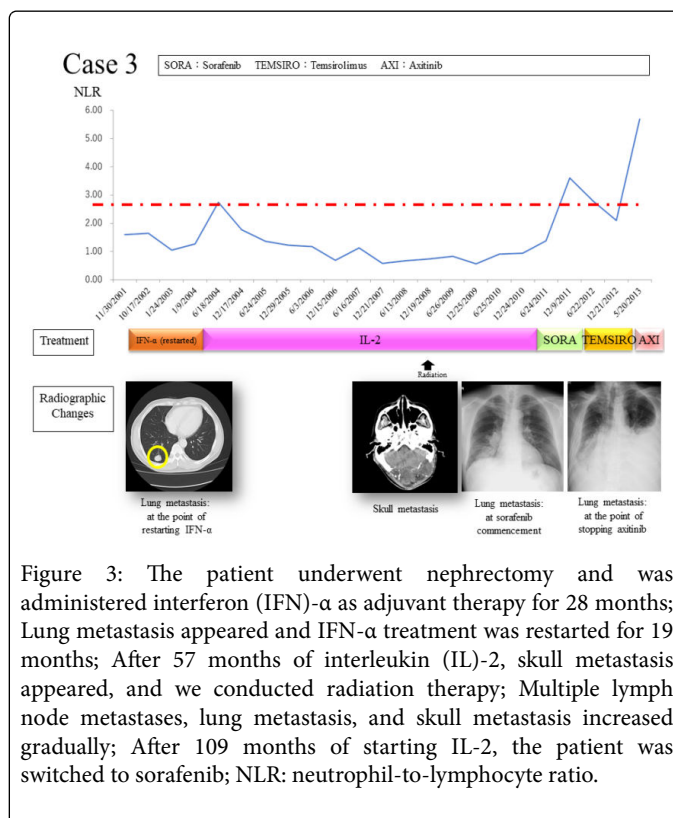 Case 3
SORA：Sorafenib TEMSIRO：Temsirolimus AXI：Axitinib
NLR
6.00
5.00
4.00
3.00
2.00
1.00
0.00
11/30/2001
10/17/2002
1/24/2003
1/9/2004
6/18/2004
12/17/2004
6/24/2005
12/29/2005
6/3/2006
12/15/2006
6/16/2007
12/21/2007
6/13/2008
12/19/2008
6/26/2009
12/25/2009
6/25/2010
12/24/2010
6/24/2011
12/9/2011
6/22/2012
12/21/2012
5/20/2013
Treatment
IFN-α (restarted)
IL-2
SORA
TEMSIRO
AXI
Radiation
Radiographic
Changes
Lung metastasis:
at the point of
restarting IFN-α
Skull metastasis
Lung metastasis:
at sorafenib
commencement
Lung metastasis:
at the point of
stopping axitinib
Figure 3: The patient underwent nephrectomy and was
administered interferon (IFN)-α as adjuvant therapy for 28 months;
Lung metastasis appeared and IFN-α treatment was restarted for 19
months; After 57 months of interleukin (IL)-2, skull metastasis
appeared, and we conducted radiation therapy; Multiple lymph
node metastases, lung metastasis, and skull metastasis increased
gradually; After 109 months of starting IL-2, the patient was
switched to sorafenib; NLR: neutrophil-to-lymphocyte ratio.